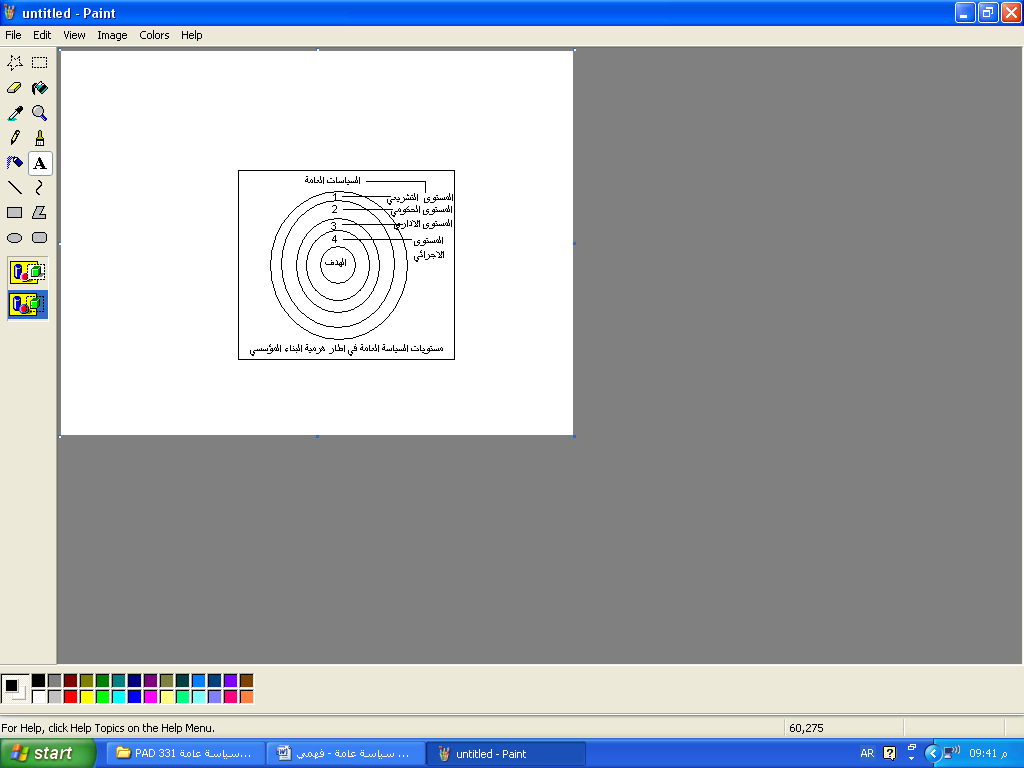 untitled - Paint
File Edit View Image Colors Help
السياسات العامة
1 المستوى التشريعي
2 المستوى الحكومي
3 المستوى الاداري
4 المستوى
الاجرائي
الهدف
مستويات السياسة العامة في اطار هرمية البناء المؤسسي
For Help, click Help Topics on the Help Menu.
60,275
start
PAD 331 سياسة عامة...
سياسة عامة - فهمي ...
untitled - Paint
AR
09:41 م